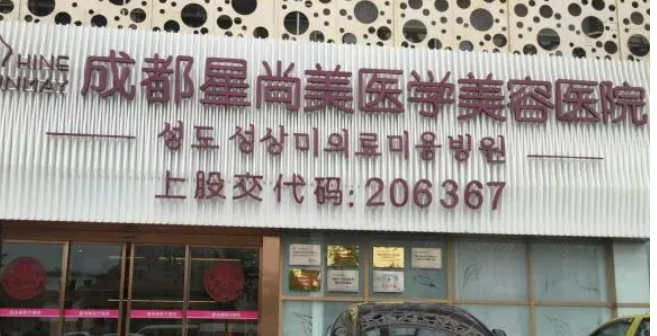 HINE
成都星尚美医学美容医院
성도 성상미의료미용병원
上股交代码:206367